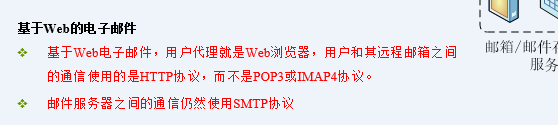 基于Web的电子邮件
基于Web电子邮件，用户代理就是Web浏览器，用户和其远程邮箱之间
的通信使用的是HTTP协议，而不是POP3或IMAP4协议。
邮件服务器之间的通信仍然使用SMTP协议
邮箱/邮件
服务